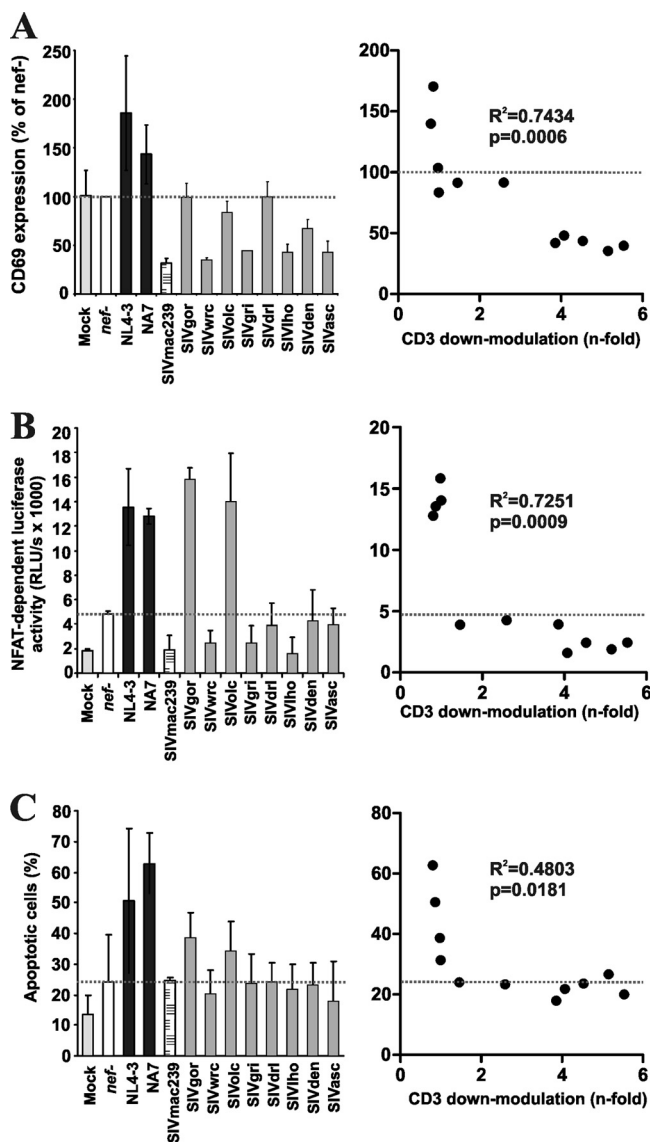 A
CD69 expression (% of nef-)
250
200
150
100
50
0
Mock
nef-
NL4-3
NA7
SIVmac239
SIVgor
SIVwrc
SIVolc
SIVgri
SIVdrl
SIVlho
SIVden
SIVasc
200
150
100
50
0
R²=0.7434
p=0.0006
0 2 4 6
CD3 down-modulation (n-fold)
B
NFAT-dependent luciferase
activity (RLU/s x 1000)
20
18
16
14
12
10
8
6
4
2
0
Mock
nef-
NL4-3
NA7
SIVmac239
SIVgor
SIVwrc
SIVolc
SIVgri
SIVdrl
SIVlho
SIVden
SIVasc
20
15
10
5
0
R²=0.7251
p=0.0009
0 2 4 6
CD3 down-modulation (n-fold)
C
Apoptotic cells (%)
80
70
60
50
40
30
20
10
0
Mock
nef-
NL4-3
NA7
SIVmac239
SIVgor
SIVwrc
SIVolc
SIVgri
SIVdrl
SIVlho
SIVden
SIVasc
80
60
40
20
0
R²=0.4803
p=0.0181
0 2 4 6
CD3 down-modulation (n-fold)